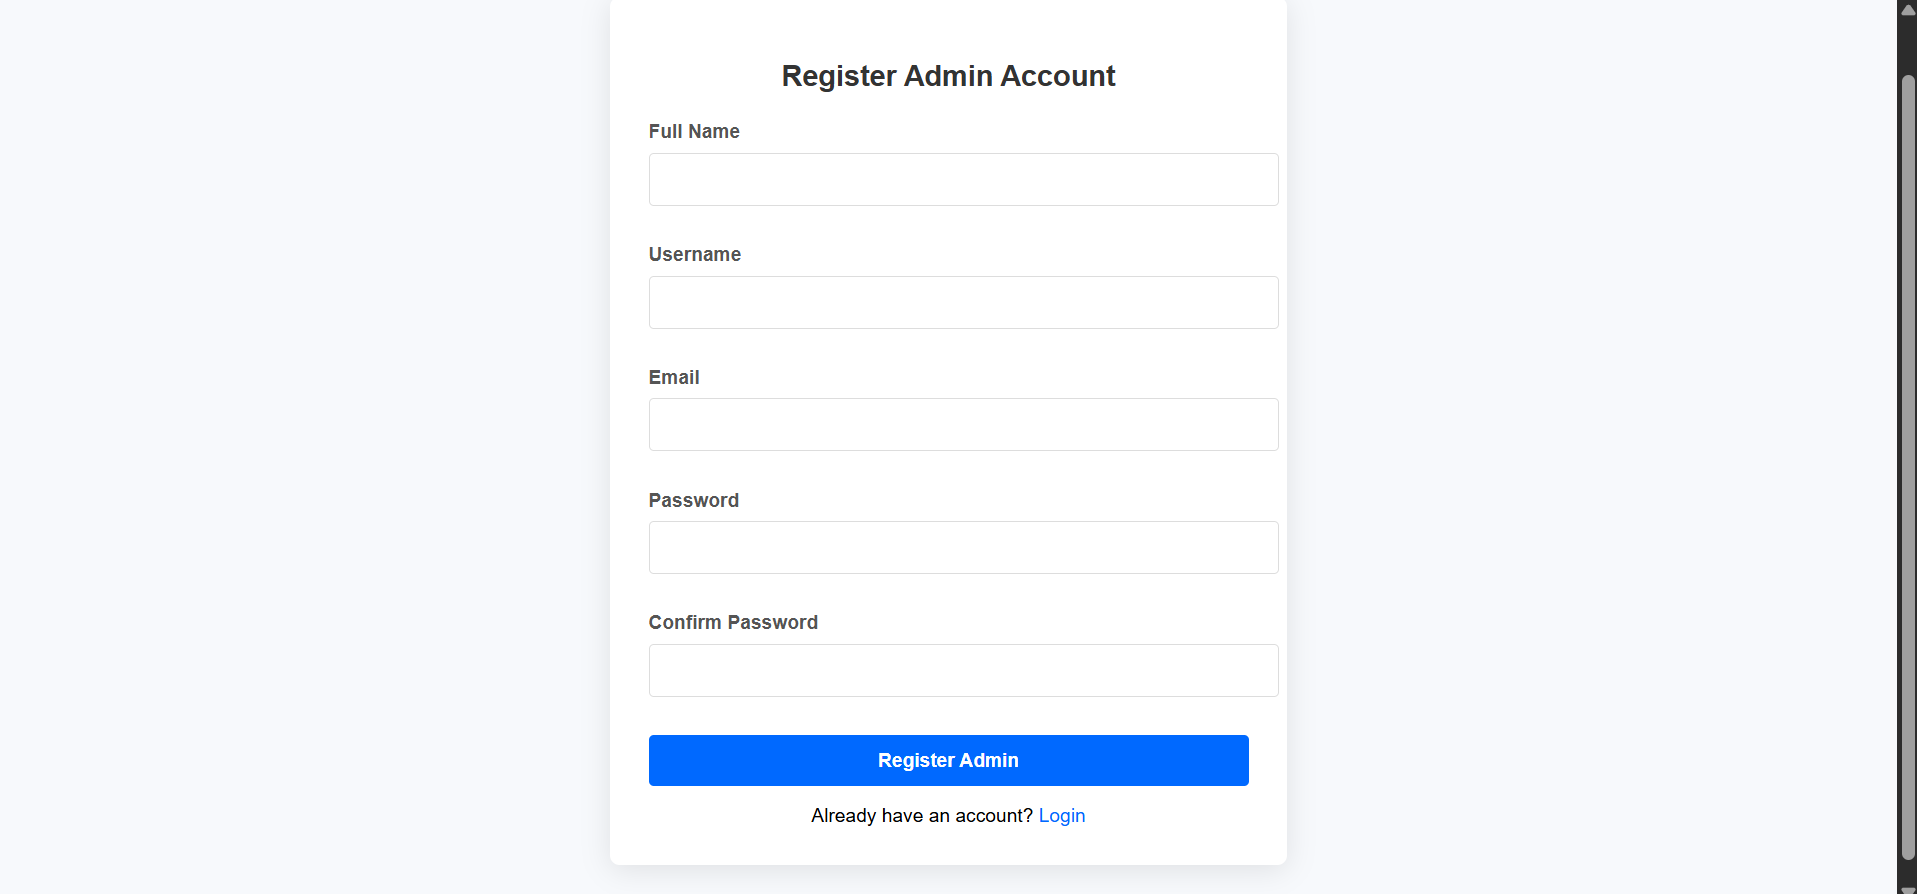 Register Admin Account
Full Name
Username
Email
Password
Confirm Password
Register Admin
Already have an account? Login